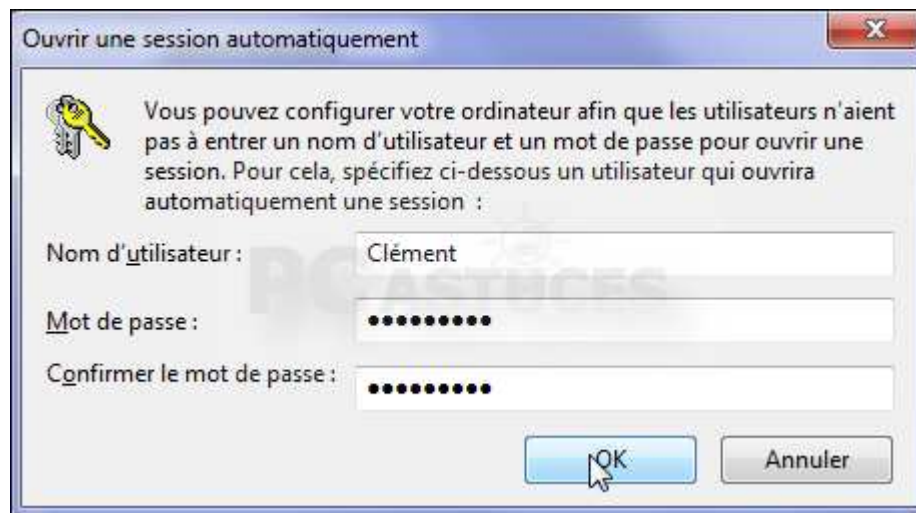 Ouvrir une session automatiquement
Vous pouvez configurer votre ordinateur afin que les utilisateurs n'aient
pas à entrer un nom d'utilisateur et un mot de passe pour ouvrir une
session. Pour cela, spécifiez ci-dessous un utilisateur qui ouvrira
automatiquement une session :
Nom d'utilisateur : Clément
PC ASTUCES
Mot de passe : ●●●●●●●●●
Confirmer le mot de passe : ●●●●●●●●●
OK Annuler